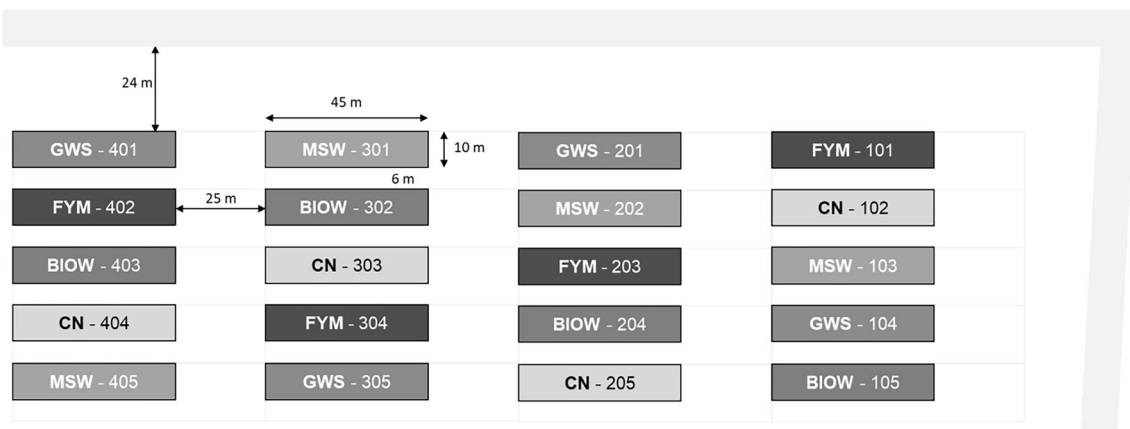 24 m
45 m
GWS - 401
MSW - 301
10 m
GWS - 201
FYM - 101
6 m
FYM - 402
25 m
BIOW - 302
MSW - 202
CN - 102
BIOW - 403
CN - 303
FYM - 203
MSW - 103
CN - 404
FYM - 304
BIOW - 204
GWS - 104
MSW - 405
GWS - 305
CN - 205
BIOW - 105